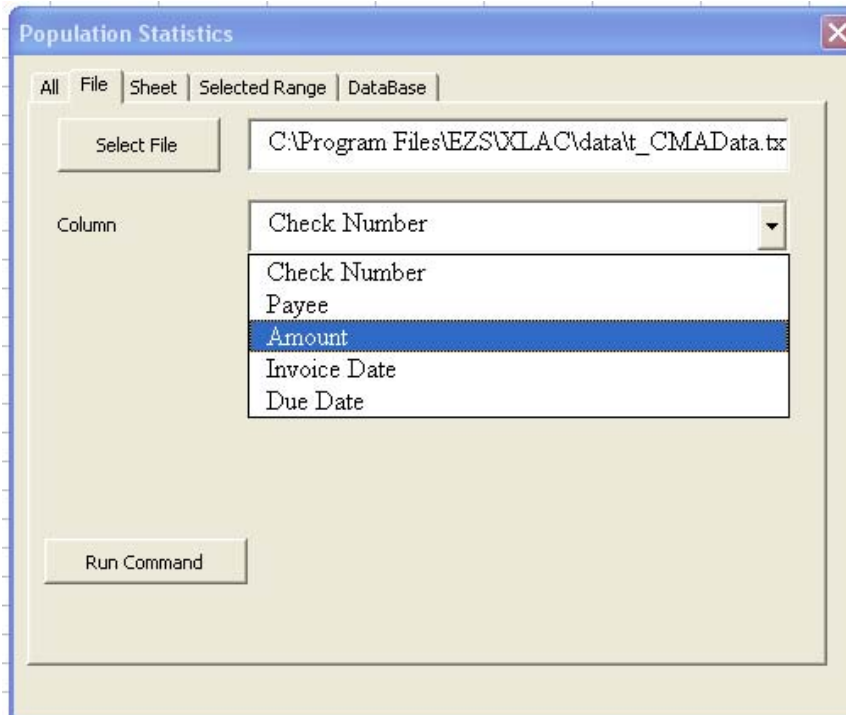 Population Statistics
All File Sheet Selected Range DataBase
Select File C:\Program Files\EZS\XLAC\data\t_CMAData.tx
Column Check Number
Check Number
Payee
Amount
Invoice Date
Due Date
Run Command